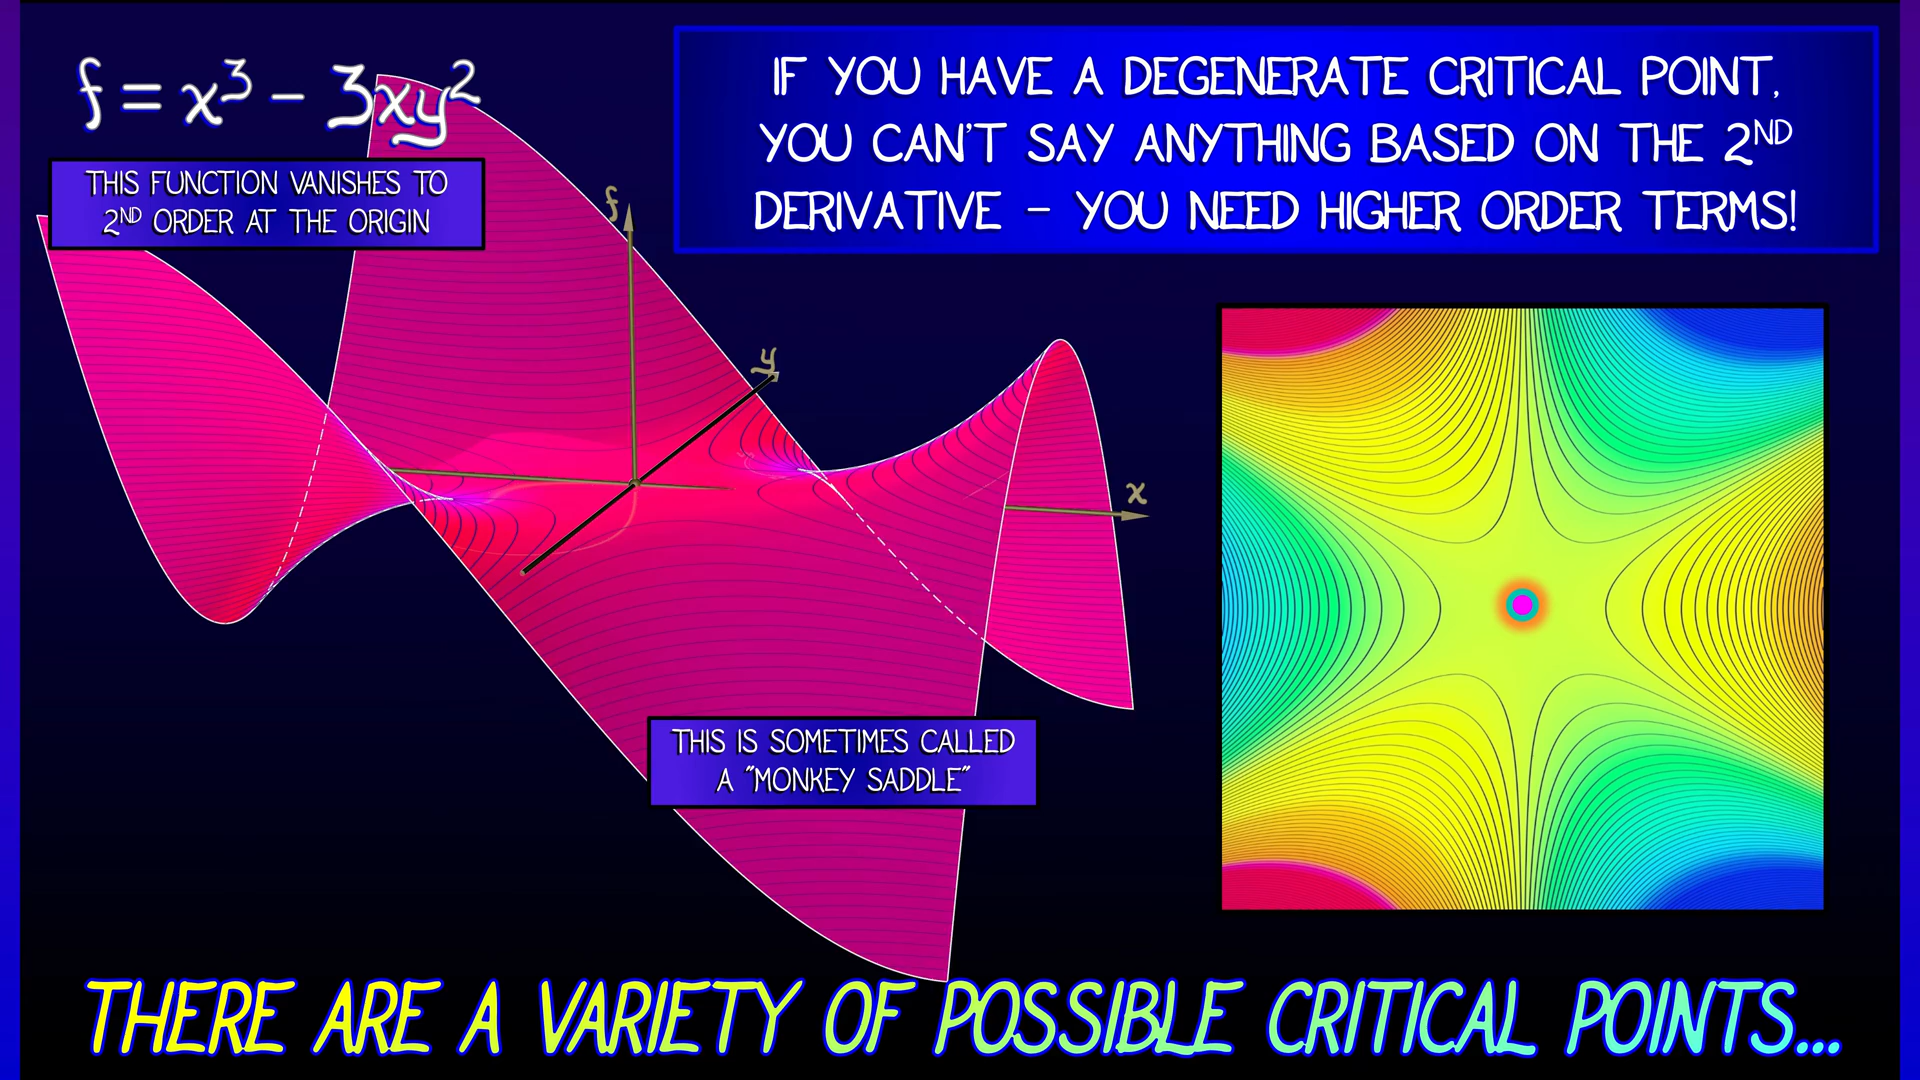 f = x³ − 3xy²
THIS FUNCTION VANISHES TO
2ND ORDER AT THE ORIGIN
IF YOU HAVE A DEGENERATE CRITICAL POINT,
YOU CAN'T SAY ANYTHING BASED ON THE 2ND
DERIVATIVE – YOU NEED HIGHER ORDER TERMS!
f
y
x
THIS IS SOMETIMES CALLED
A "MONKEY SADDLE"
THERE ARE A VARIETY OF POSSIBLE CRITICAL POINTS...